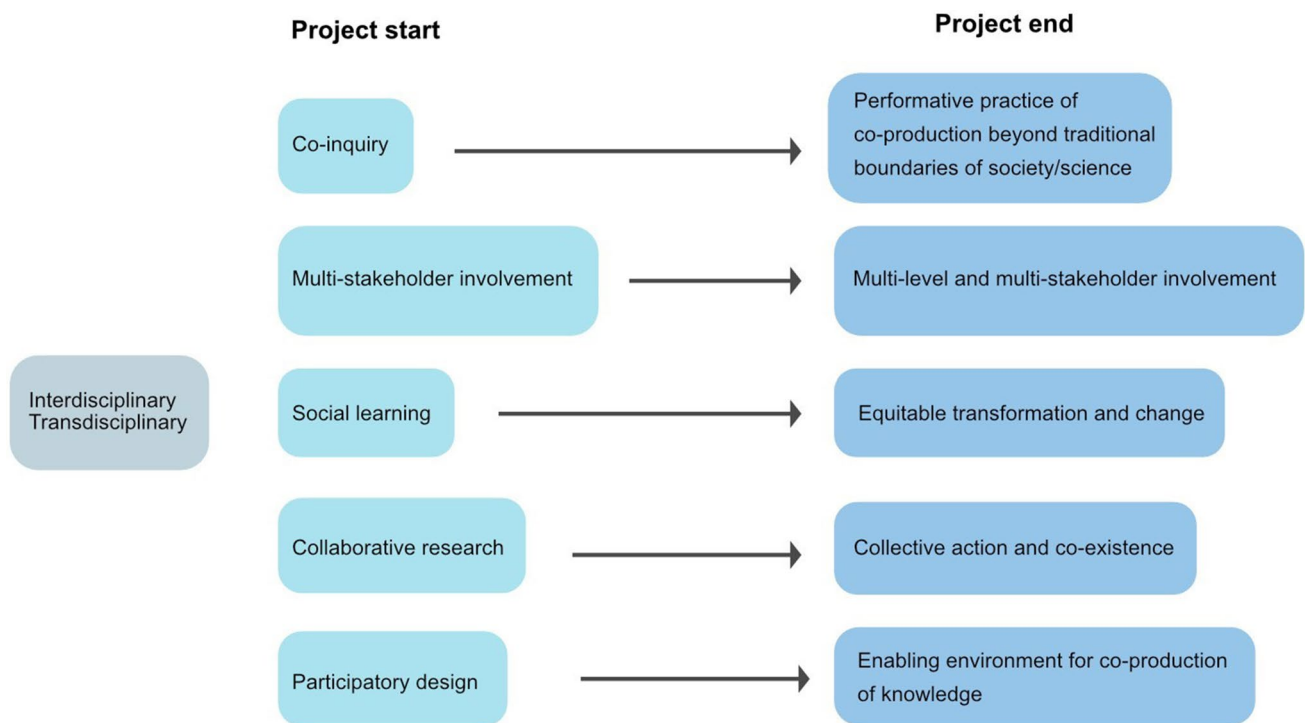 Project start
Project end
Co-inquiry
Performative practice of
co-production beyond traditional
boundaries of society/science
Multi-stakeholder involvement
Multi-level and multi-stakeholder involvement
Interdisciplinary
Transdisciplinary
Social learning
Equitable transformation and change
Collaborative research
Collective action and co-existence
Participatory design
Enabling environment for co-production
of knowledge